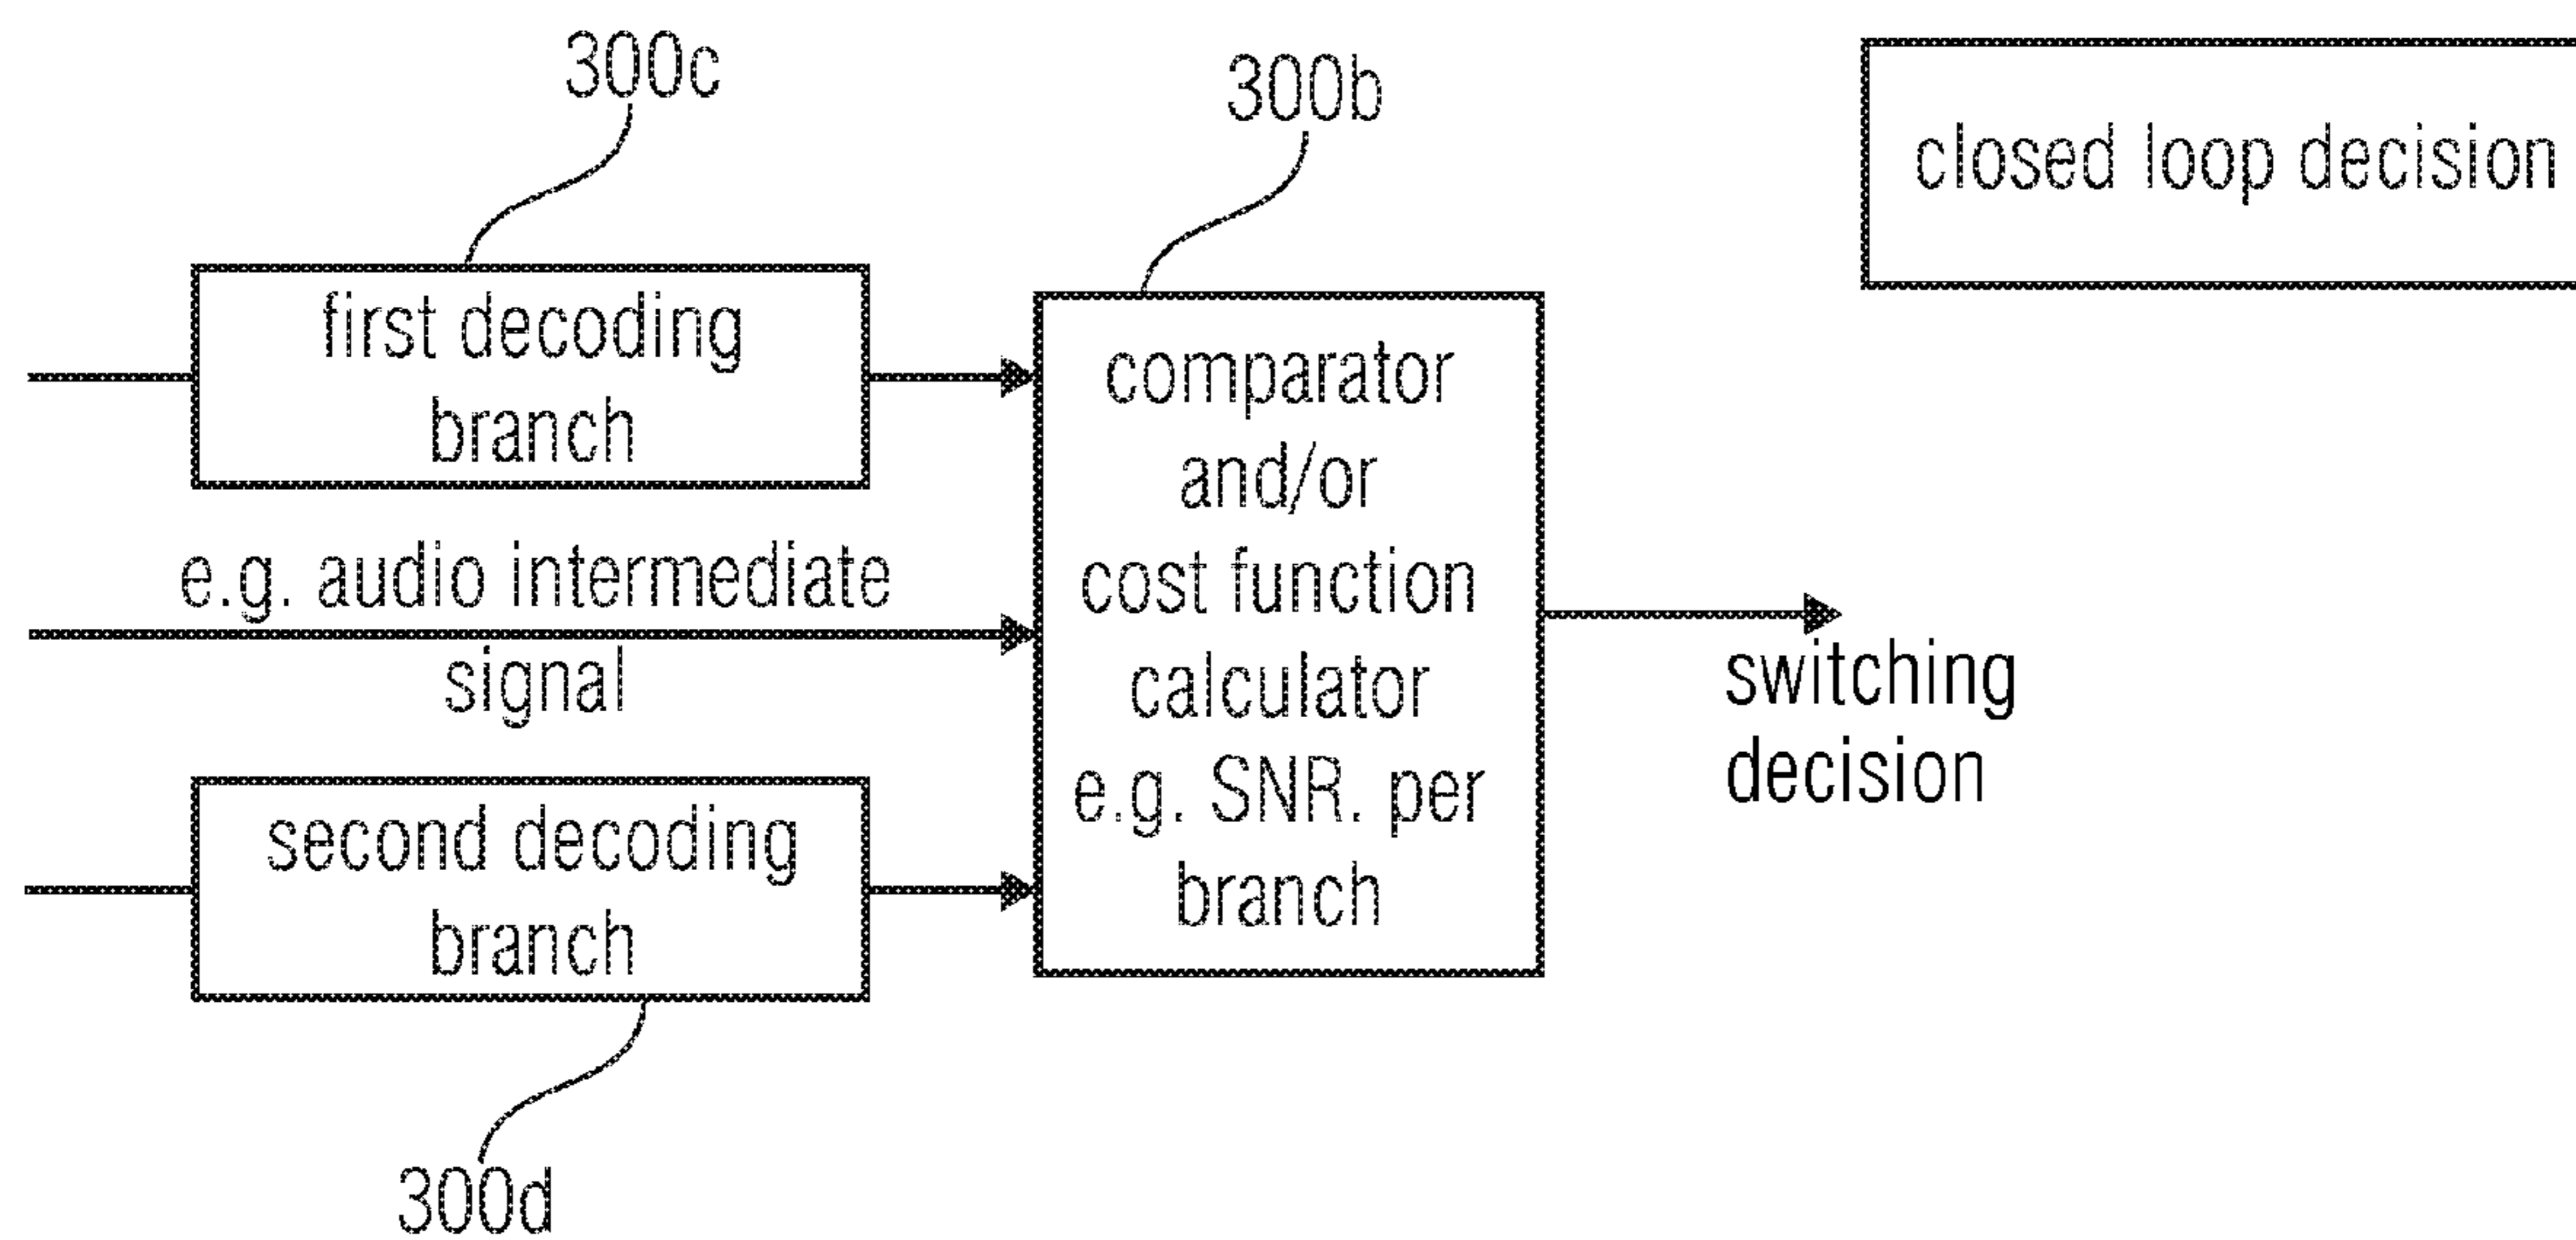 300c
300b
closed loop decision
first decoding
branch
comparator
and/or
cost function
calculator
e.g. SNR. per
branch
e.g. audio intermediate
signal
switching
decision
second decoding
branch
300d